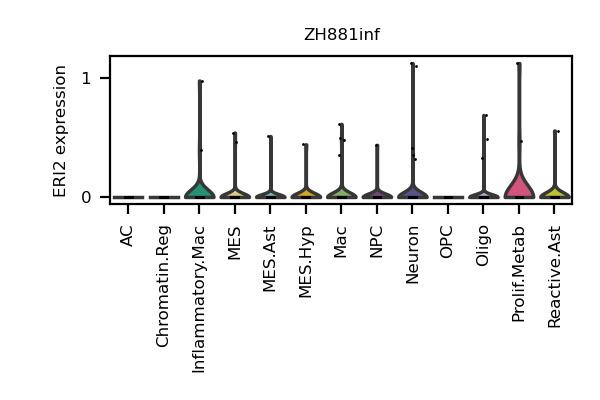 ZH881inf
ERI2 expression
1
0
AC
Chromatin.Reg
Inflammatory.Mac
MES
MES.Ast
MES.Hyp
Mac
NPC
Neuron
OPC
Oligo
Prolif.Metab
Reactive.Ast